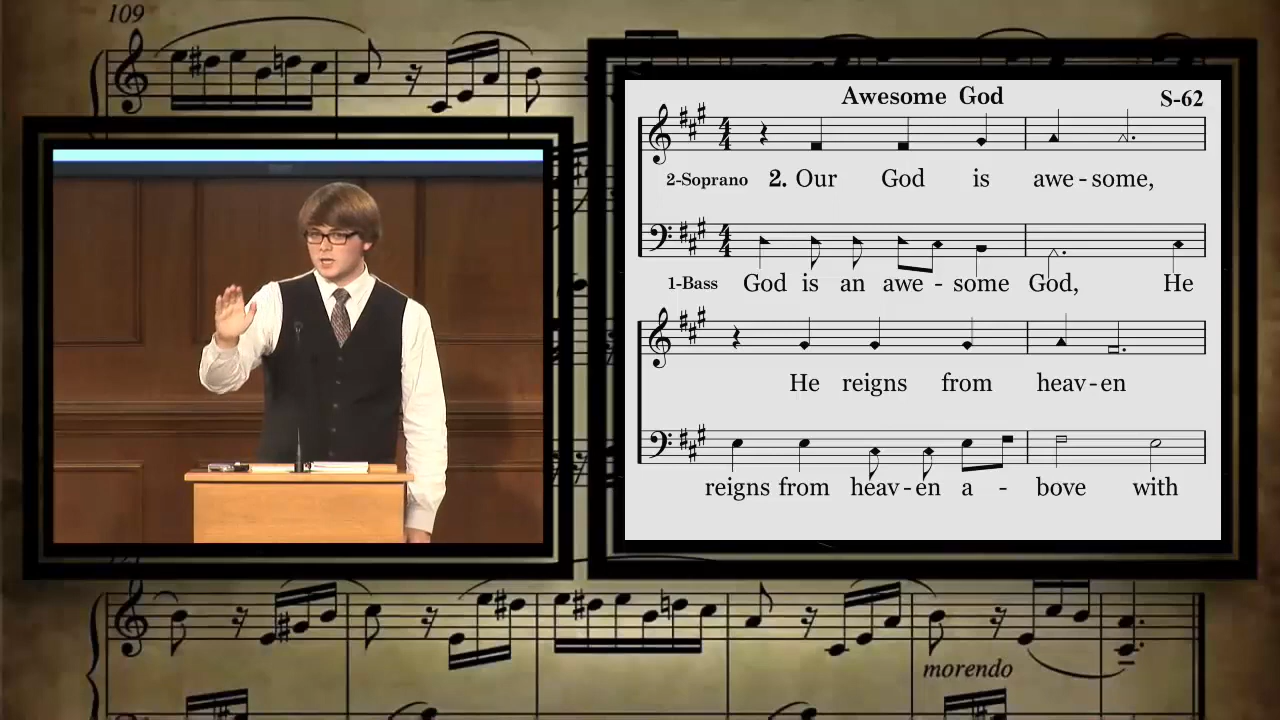 109
Awesome God
S-62
2-Soprano 2. Our God is awe-some,
1-Bass God is an awe - some God, He
He reigns from heav-en
reigns from heav-en a - bove with
morendo